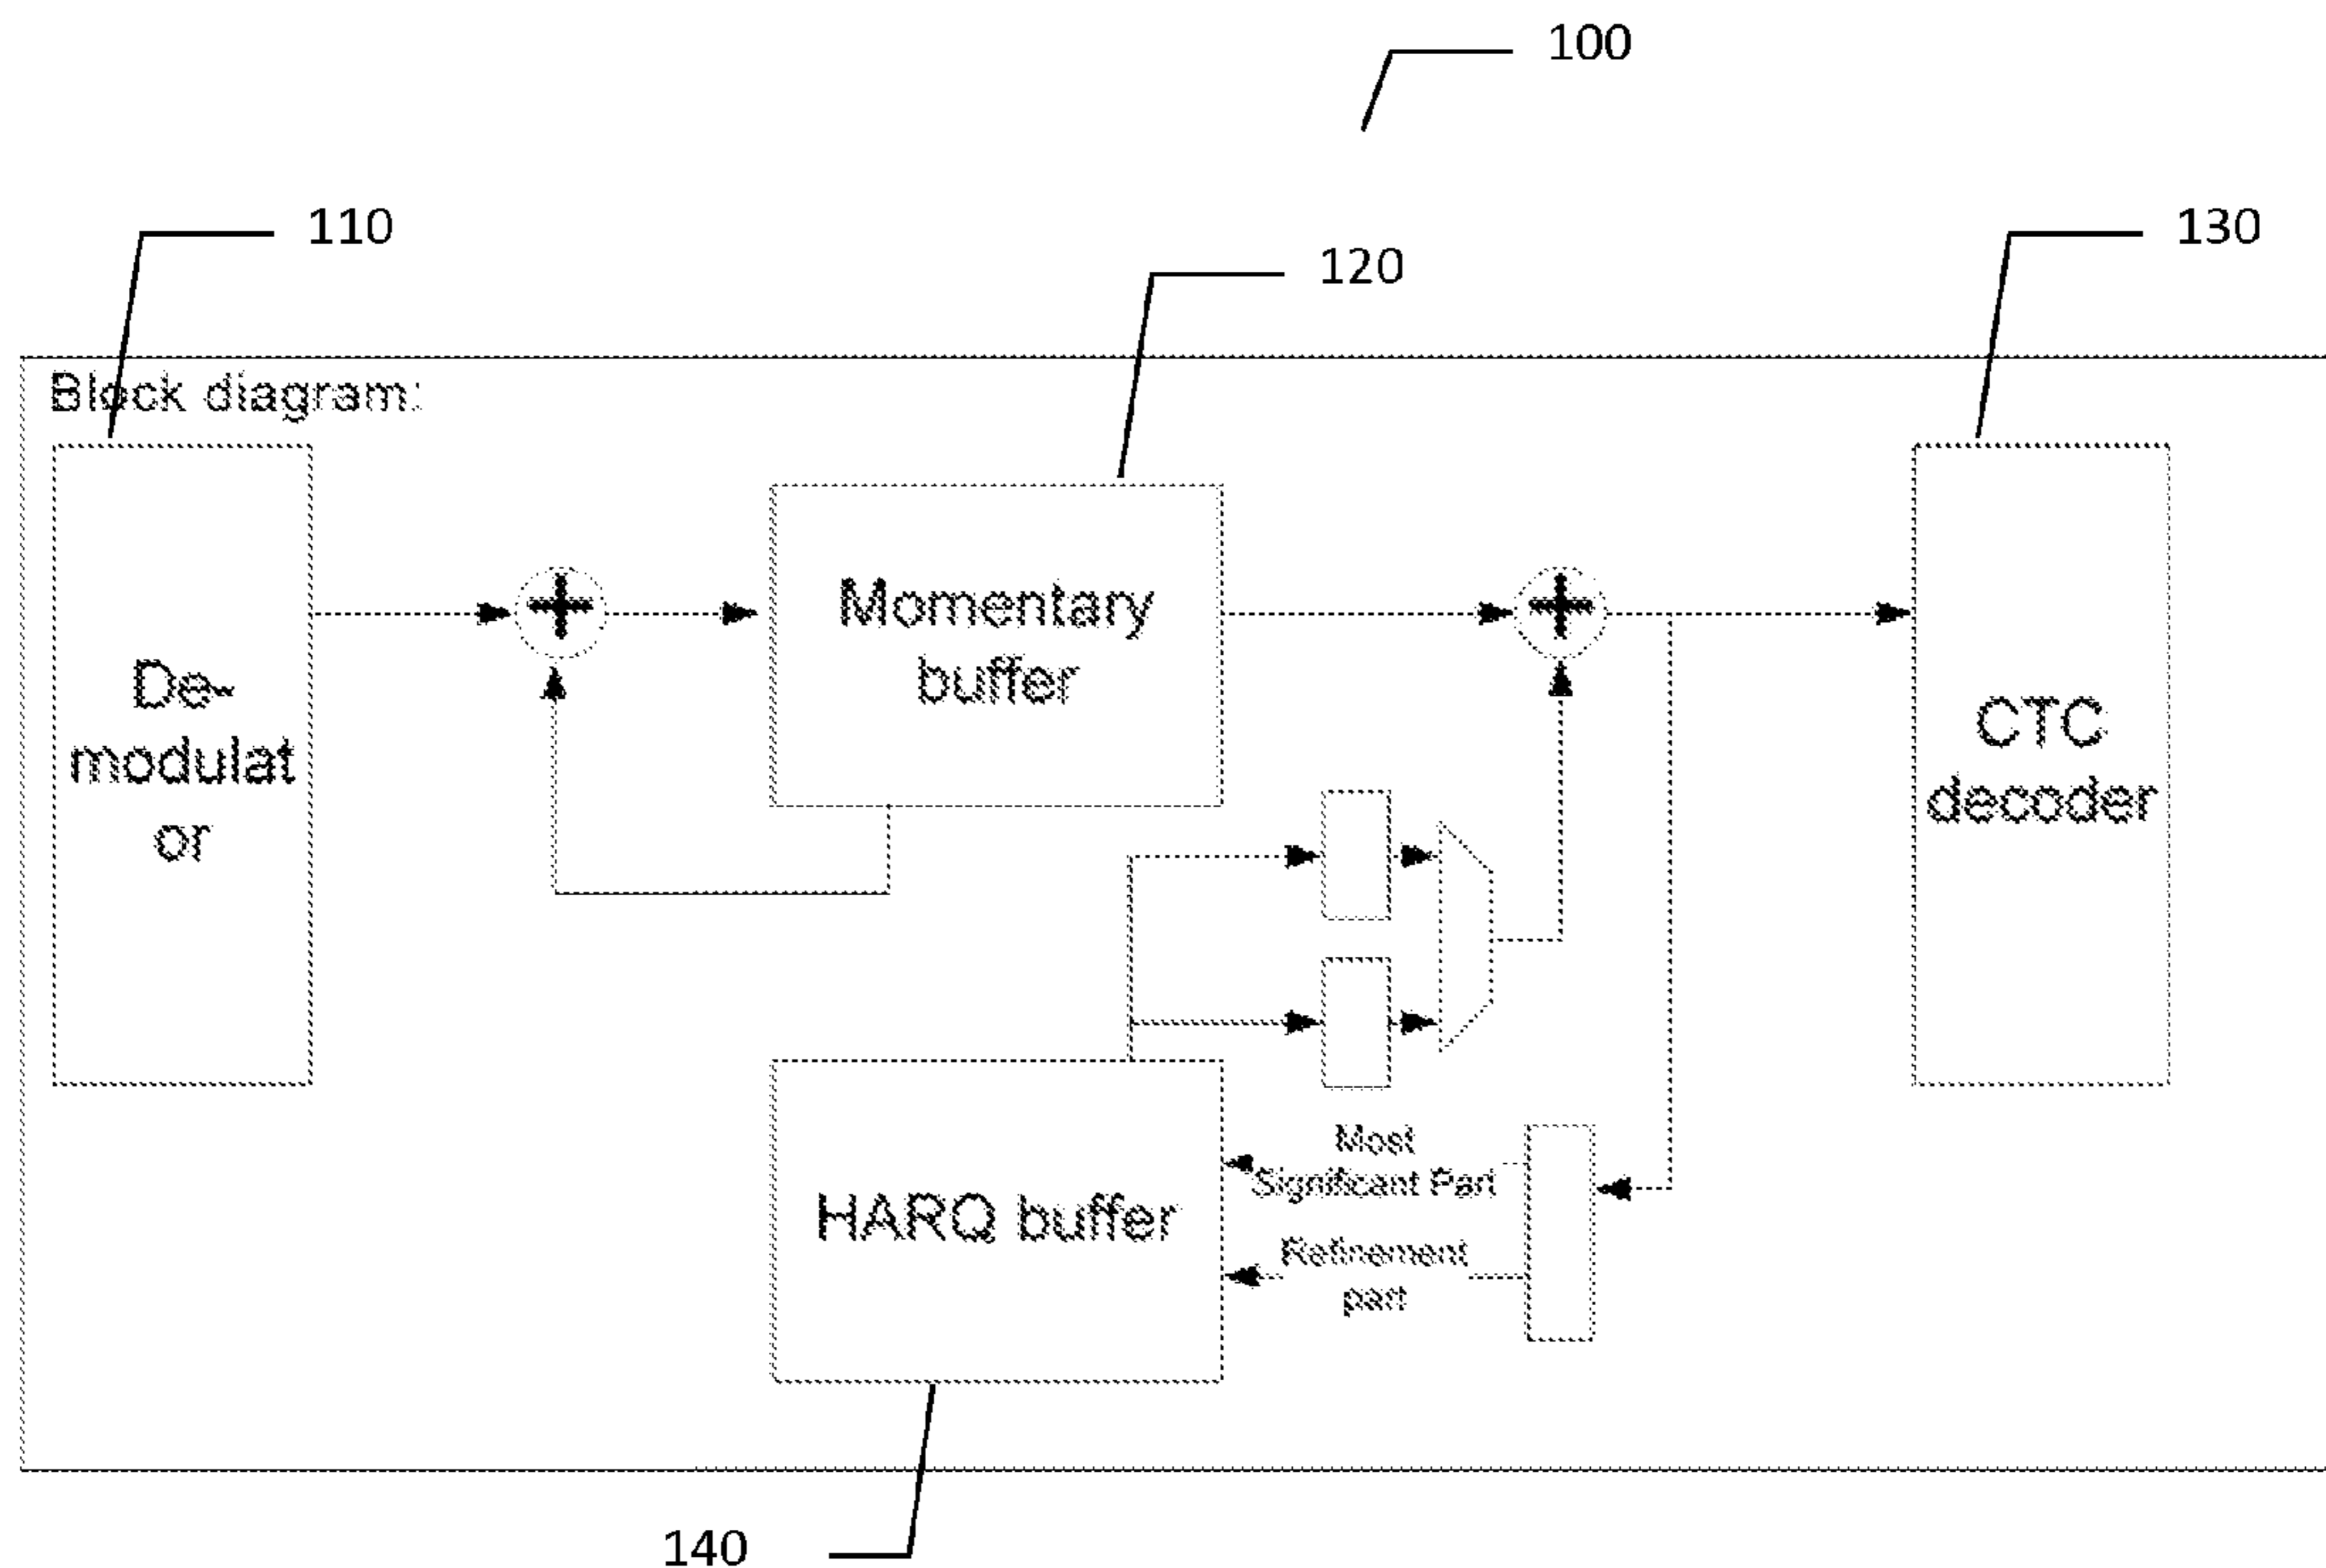 100
110
120
130
Block diagram:
De-
modulat
or
Momentary
buffer
CTC
decoder
HARQ buffer
Most
Significant Part
Refinement
part
140